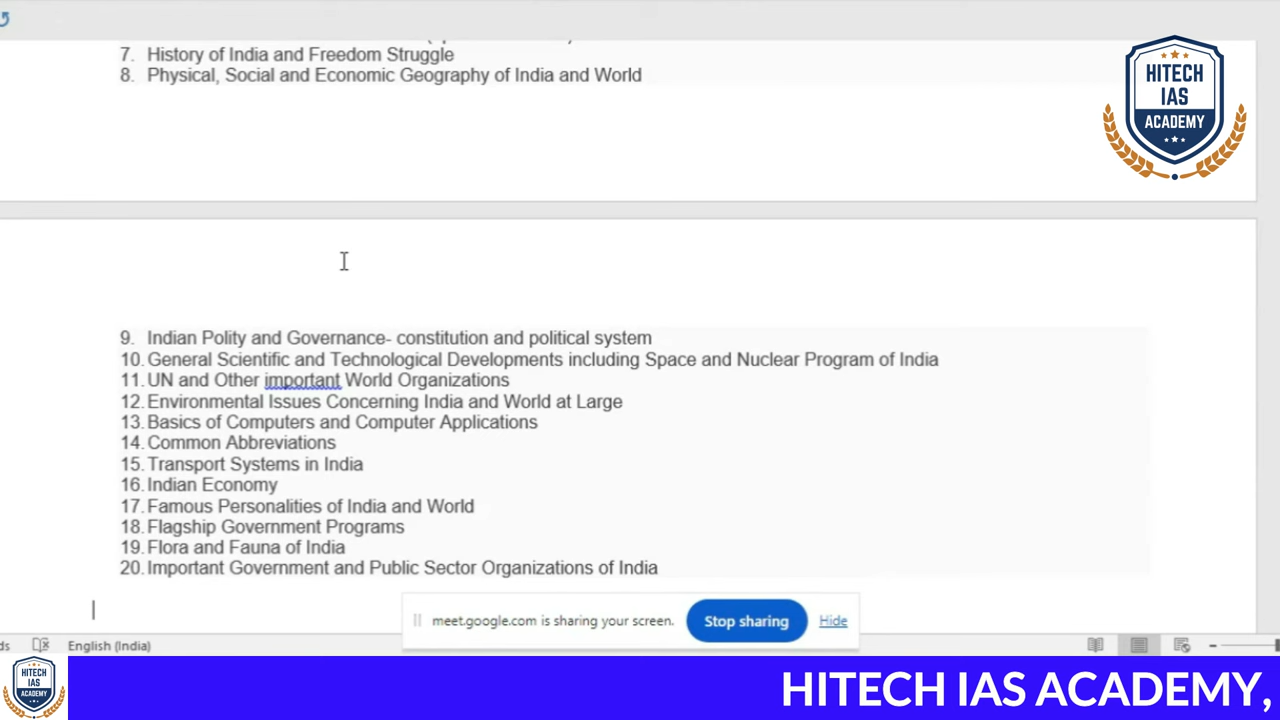 7. History of India and Freedom Struggle
8. Physical, Social and Economic Geography of India and World
HITECH
IAS
ACADEMY
9. Indian Polity and Governance- constitution and political system
10. General Scientific and Technological Developments including Space and Nuclear Program of India
11. UN and Other important World Organizations
12. Environmental Issues Concerning India and World at Large
13. Basics of Computers and Computer Applications
14. Common Abbreviations
15. Transport Systems in India
16. Indian Economy
17. Famous Personalities of India and World
18. Flagship Government Programs
19. Flora and Fauna of India
20. Important Government and Public Sector Organizations of India
meet.google.com is sharing your screen.
Stop sharing
Hide
English (India)
HITECH
IAS
ACADEMY
HITECH IAS ACADEMY,